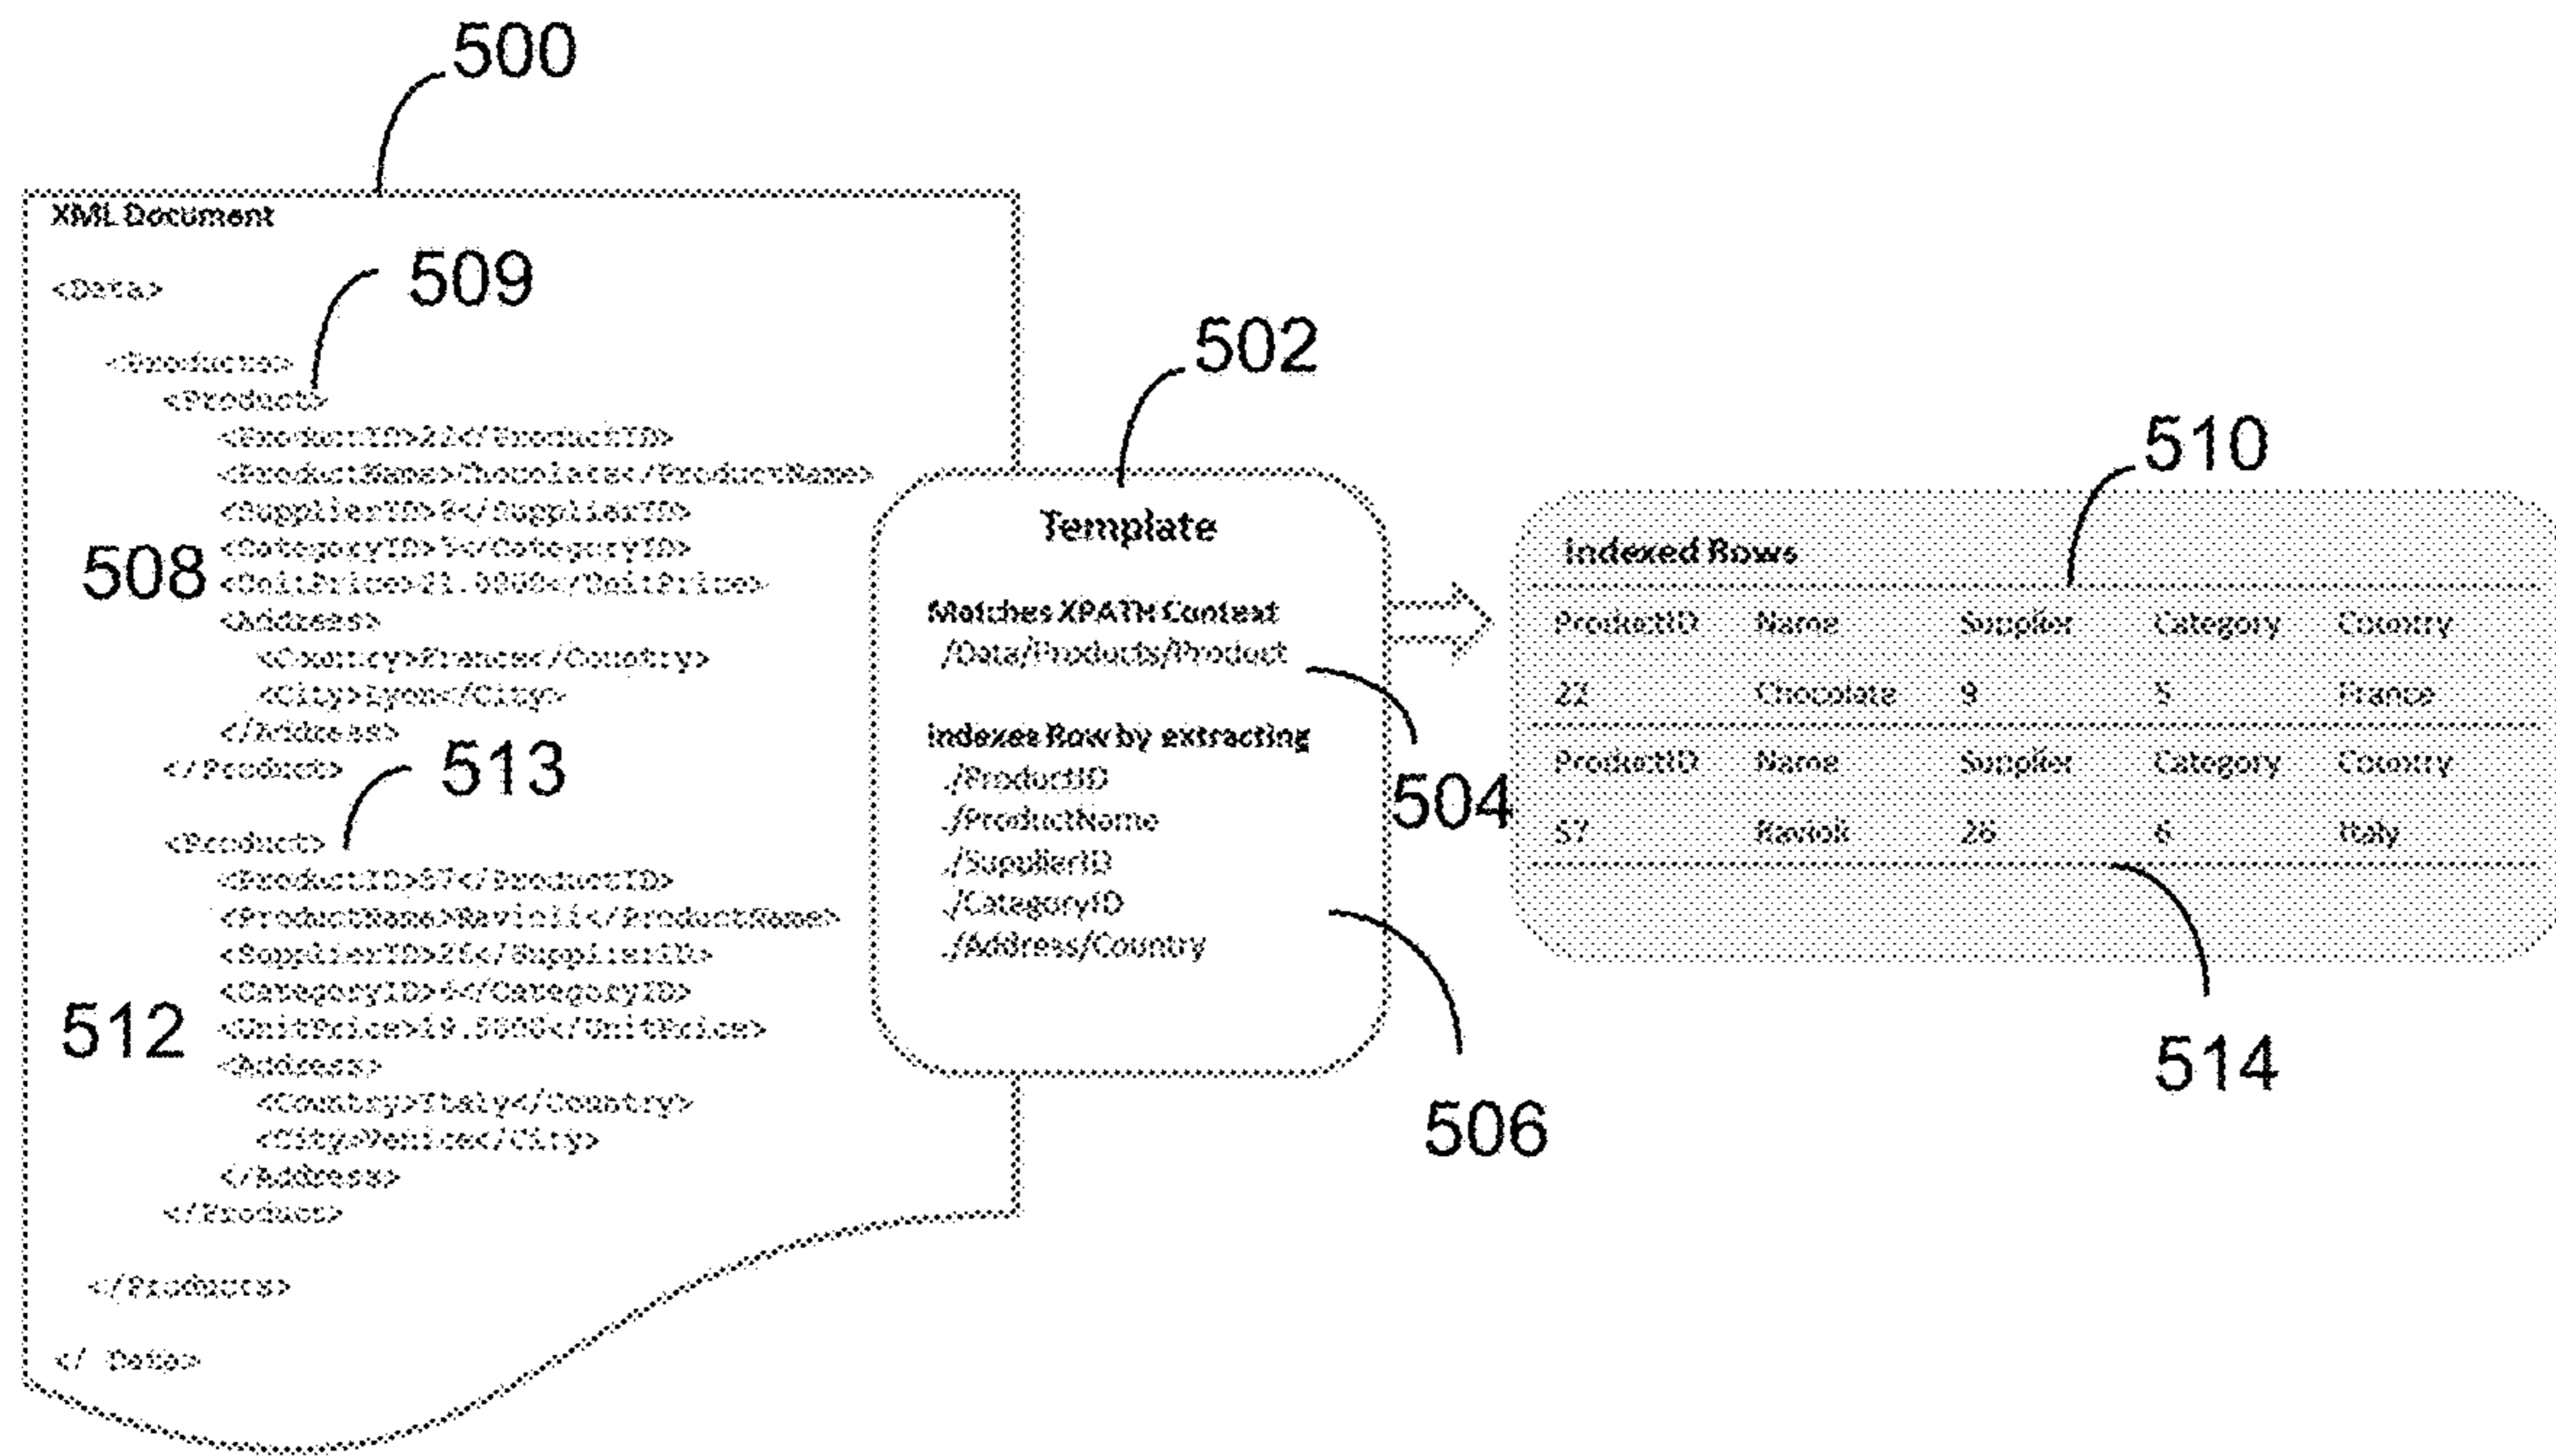 500
XML Document
509
<Data>
<Products>
<Product>
<ProductID>22</ProductID>
<ProductName>Chocolate</ProductName>
<SupplierID>9</SupplierID>
<CategoryID>5</CategoryID>
508
<UnitPrice>21.0000</UnitPrice>
<Address>
<Country>France</Country>
<City>Lyon</City>
</Address>
</Product>
513
<Product>
<ProductID>57</ProductID>
<ProductName>Ravioli</ProductName>
<SupplierID>26</SupplierID>
<CategoryID>6</CategoryID>
512
<UnitPrice>19.5000</UnitPrice>
<Address>
<Country>Italy</Country>
<City>Venice</City>
</Address>
</Product>
</Products>
</ Data>
502
Template
Matches XPATH Context
/Data/Products/Product
504
Indexes Row by extracting
./ProductID
./ProductName
./SupplierID
./CategoryID
./Address/Country
506
510
Indexed Rows
ProductID Name Supplier Category Country
22 Chocolate 9 5 France
ProductID Name Supplier Category Country
57 Ravioli 26 6 Italy
514